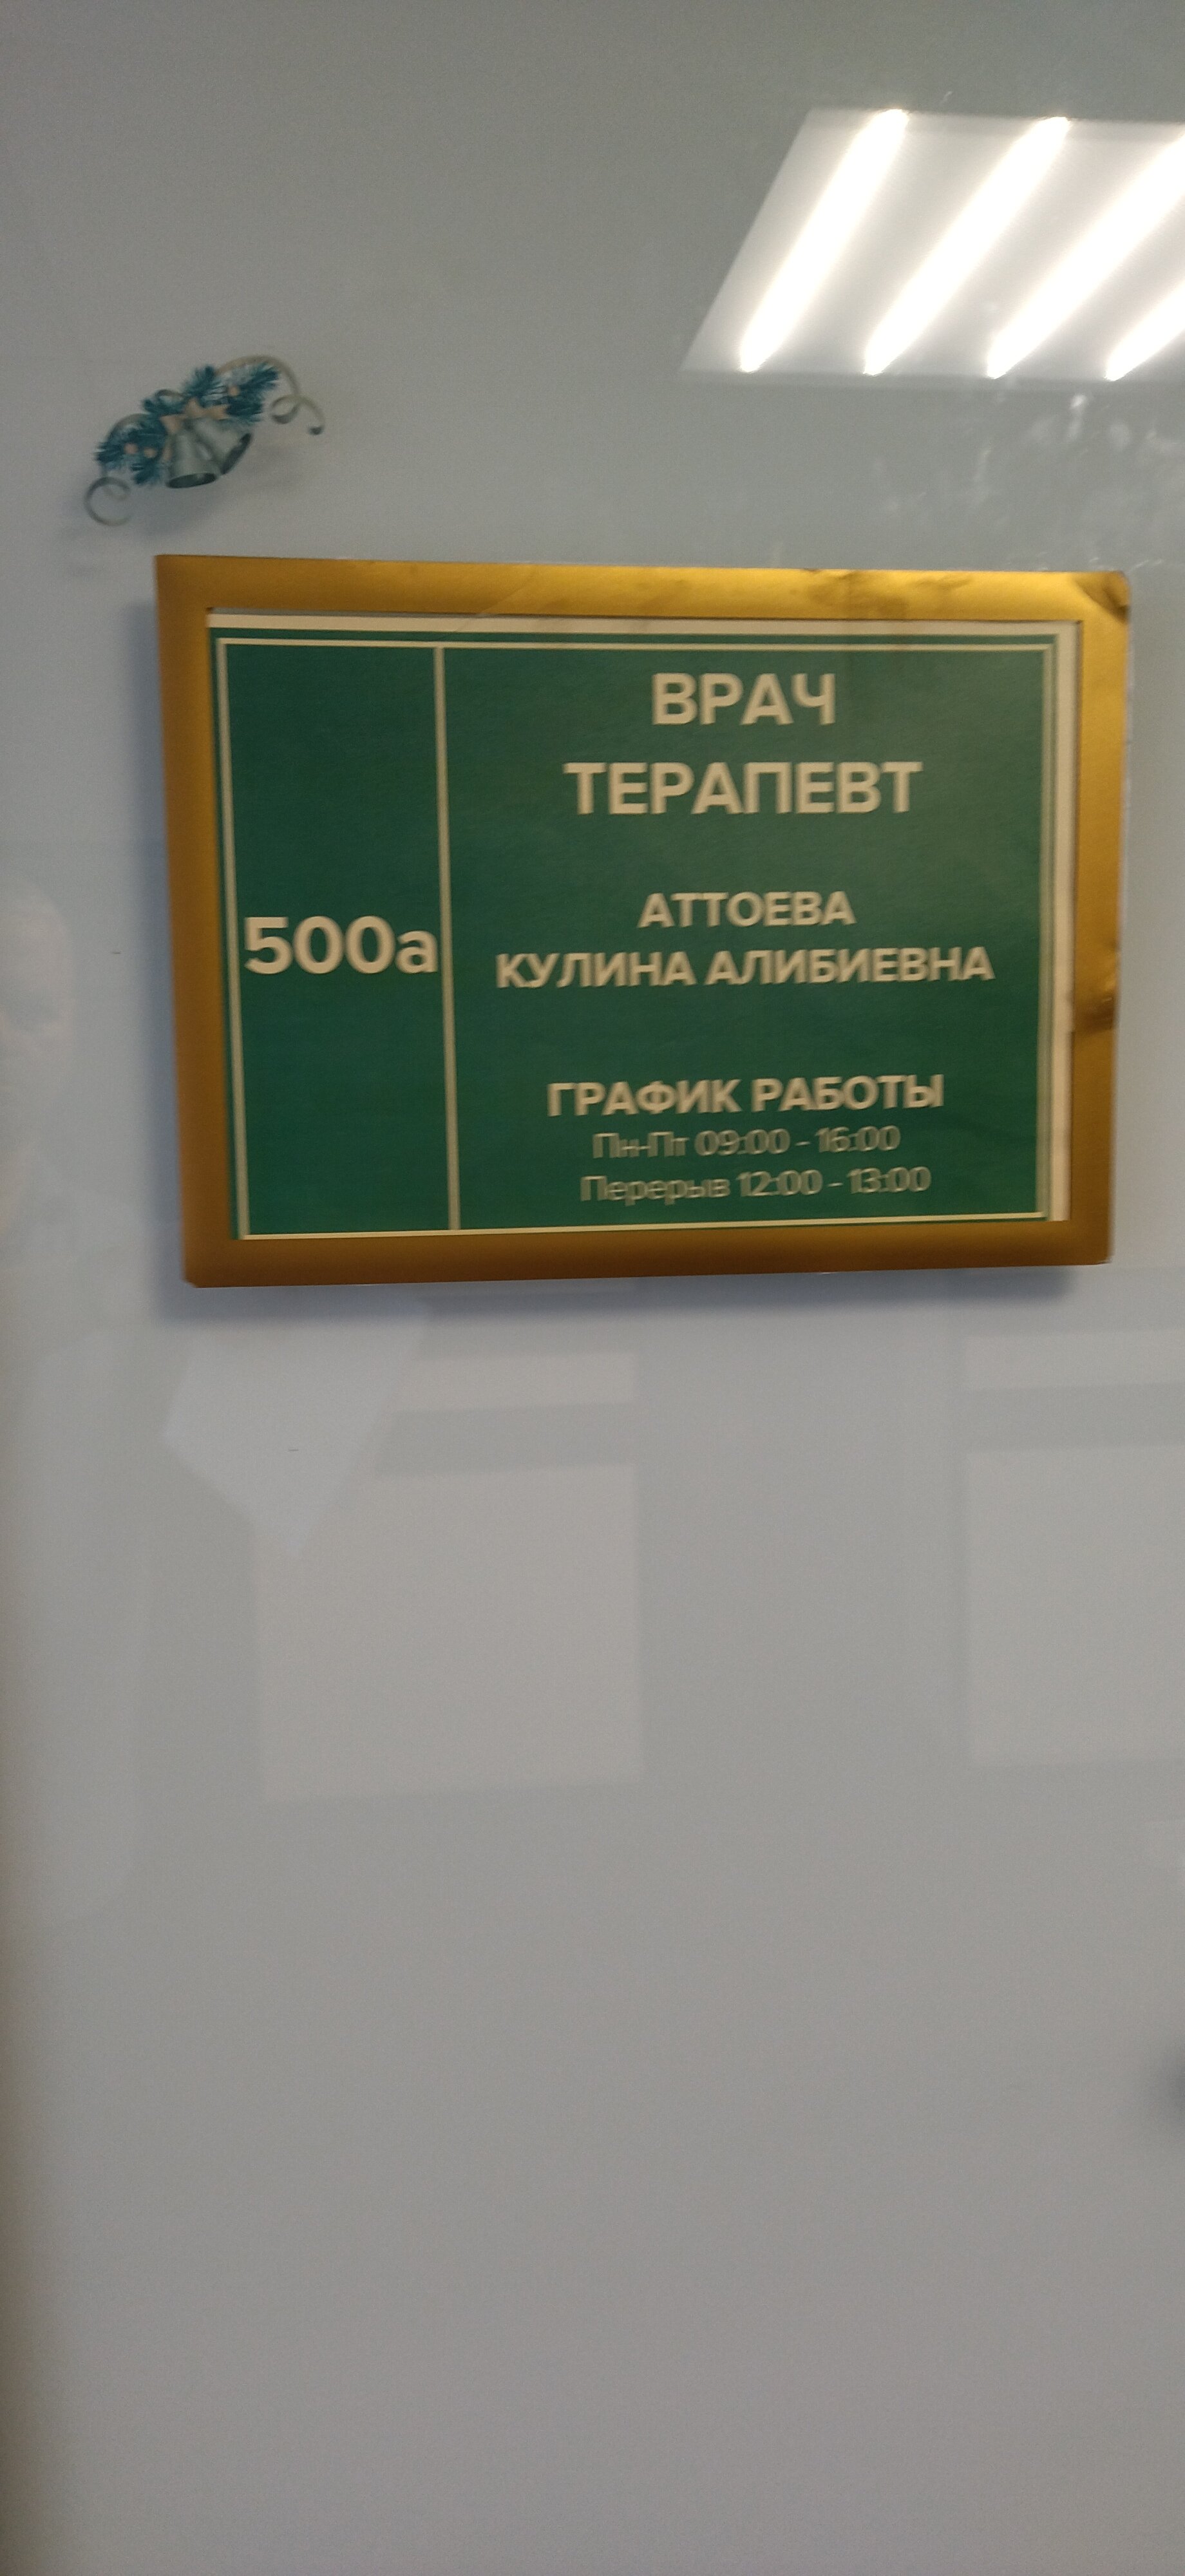 500а
ВРАЧ
ТЕРАПЕВТ
АТТОЕВА
КУЛИНА АЛИБИЕВНА
ГРАФИК РАБОТЫ
Пн-Пт 09:00 - 16:00
Перерыв 12:00 - 13:00